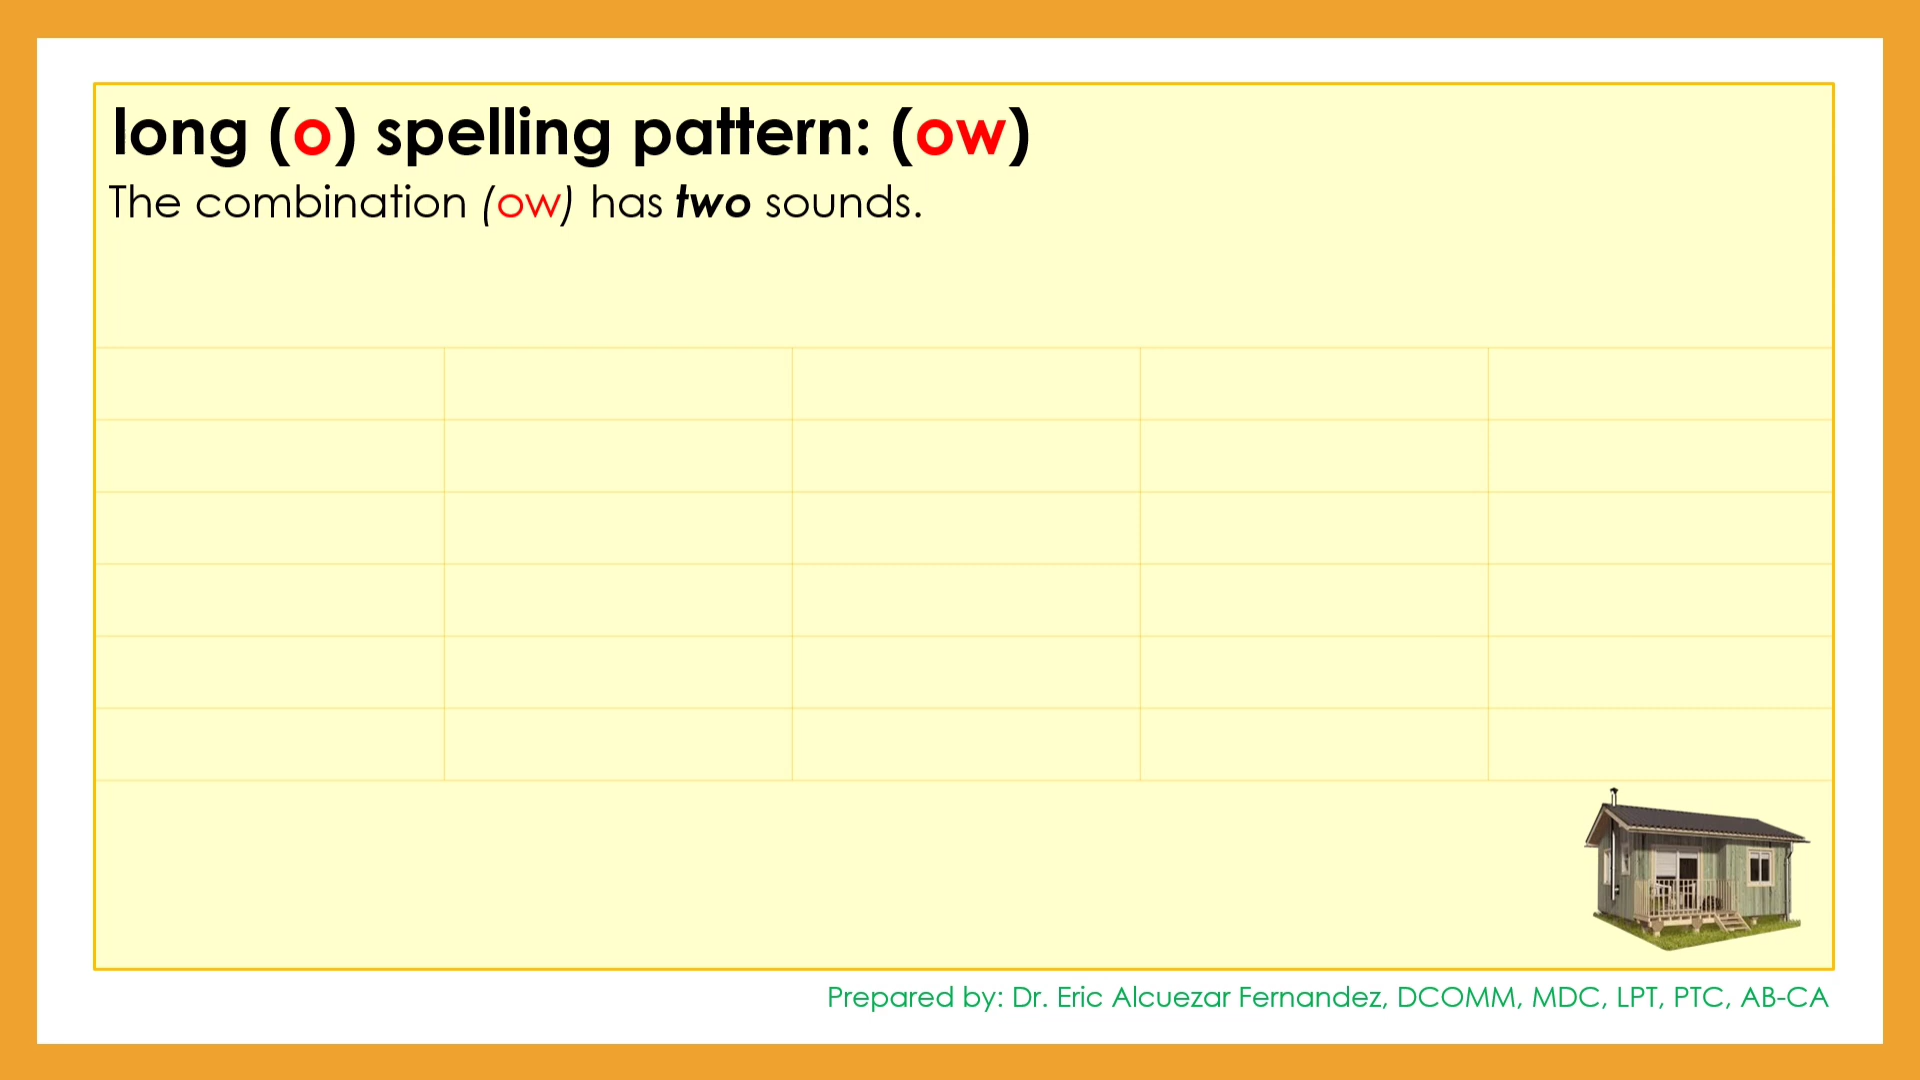 long (o) spelling pattern: (ow)
The combination (ow) has two sounds.
Prepared by: Dr. Eric Alcuezar Fernandez, DCOMM, MDC, LPT, PTC, AB-CA